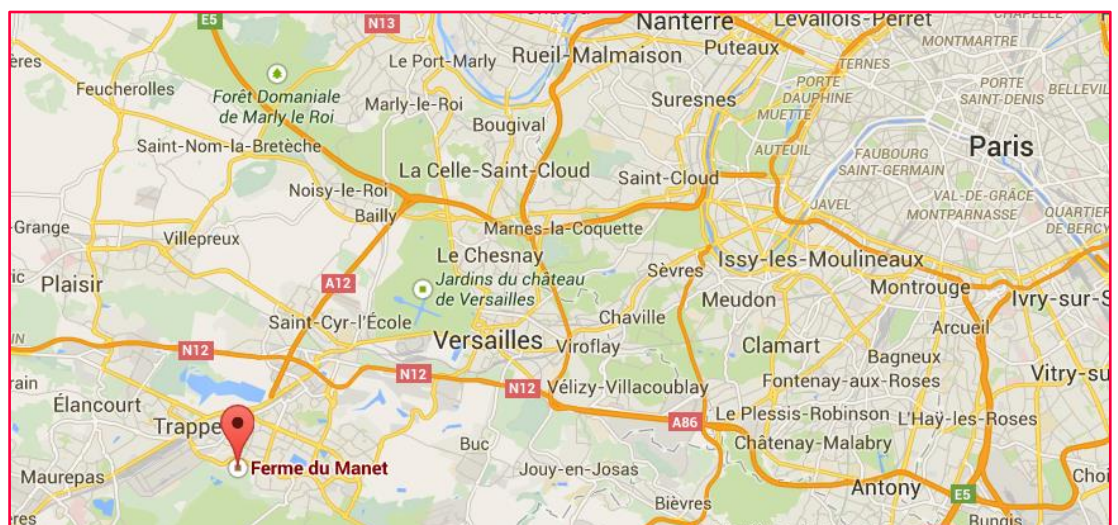 E5
N13
Nanterre
Levallois-Perret
Le Port-Marly
Rueil-Malmaison
Puteaux
MONTMARTRE
TERNES
Feucherolles
Forêt Domaniale
de Marly le Roi
Marly-le-Roi
Suresnes
PORTE
DAUPHINE
MUETTE
PORTE
SAINT-DENIS
BELLEVIL
Bougival
Saint-Nom-la-Bretèche
AUTEUIL
FAUBOURG
SAINT-GERMAIN
Paris
La Celle-Saint-Cloud
Saint-Cloud
Noisy-le-Roi
Bailly
JAVEL
VAL-DE-GRÂCE
MONTPARNASSE
QUARTIER
DE BERCY
-Grange
Villepreux
Marnes-la-Coquette
Le Chesnay
Sèvres
Issy-les-Moulineaux
Plaisir
A12
Jardins du château
de Versailles
Meudon
Montrouge
Ivry-sur-S
Saint-Cyr-l'École
Chaville
Arcueil
Versailles
Viroflay
Clamart
N12
Bagneux
N12
N12
Vélizy-Villacoublay
Fontenay-aux-Roses
Vitry-su
Élancourt
Trappe
A86
Le Plessis-Robinson
L'Haÿ-les-Roses
Buc
Châtenay-Malabry
Ferme du Manet
Jouy-en-Josas
Maurepas
Antony
E5
Choi
Bièvres
Rungis